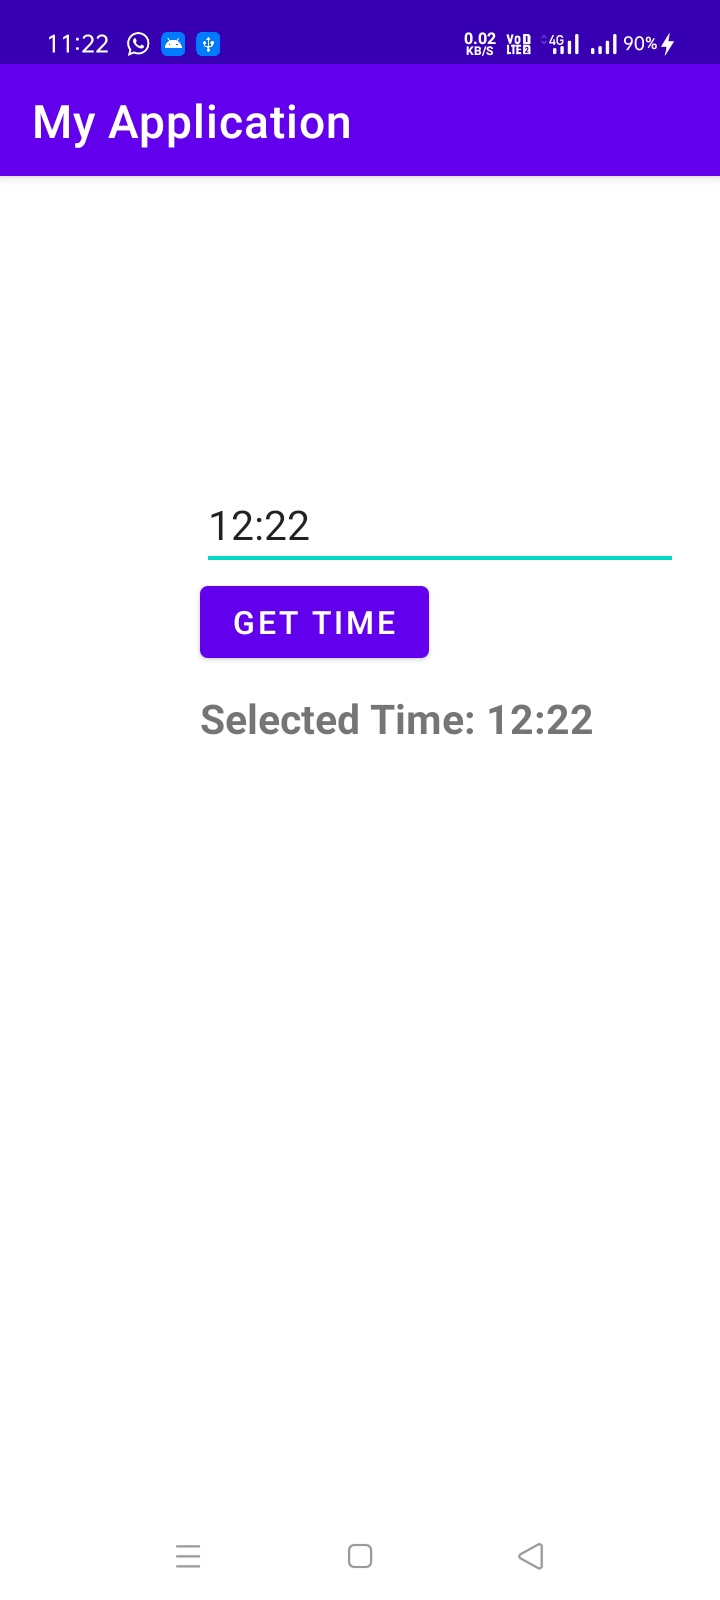 11:22 0.02 KB/S VoD LTE2 4G 90%
My Application
12:22
GET TIME
Selected Time: 12:22